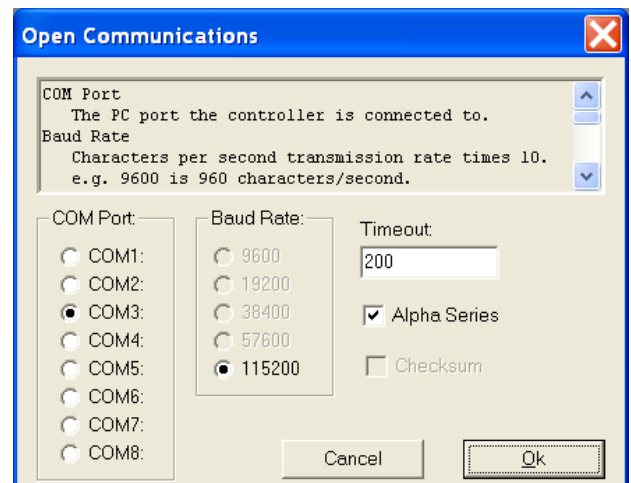 Open Communications
COM Port
The PC port the controller is connected to.
Baud Rate
Characters per second transmission rate times 10.
e.g. 9600 is 960 characters/second.
COM Port:
COM1:
COM2:
COM3:
COM4:
COM5:
COM6:
COM7:
COM8:
Baud Rate:
9600
19200
38400
57600
115200
Timeout:
200
Alpha Series
Checksum
Cancel
Ok